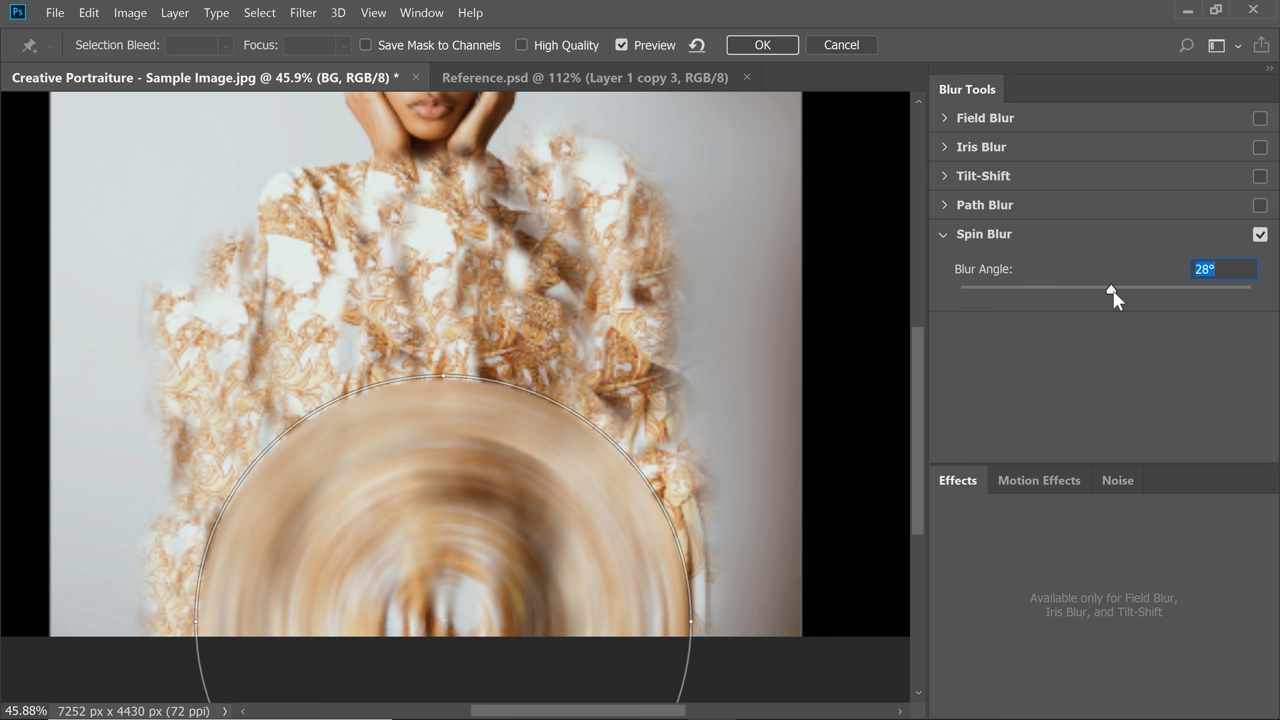 Ps File Edit Image Layer Type Select Filter 3D View Window Help
Selection Bleed: Focus: Save Mask to Channels High Quality Preview OK Cancel
Creative Portraiture - Sample Image.jpg @ 45.9% (BG, RGB/8) * × Reference.psd @ 112% (Layer 1 copy 3, RGB/8) ×
Blur Tools
Field Blur
Iris Blur
Tilt-Shift
Path Blur
Spin Blur
Blur Angle: 28°
Effects Motion Effects Noise
Available only for Field Blur,
Iris Blur, and Tilt-Shift
45.88% 7252 px x 4430 px (72 ppi)